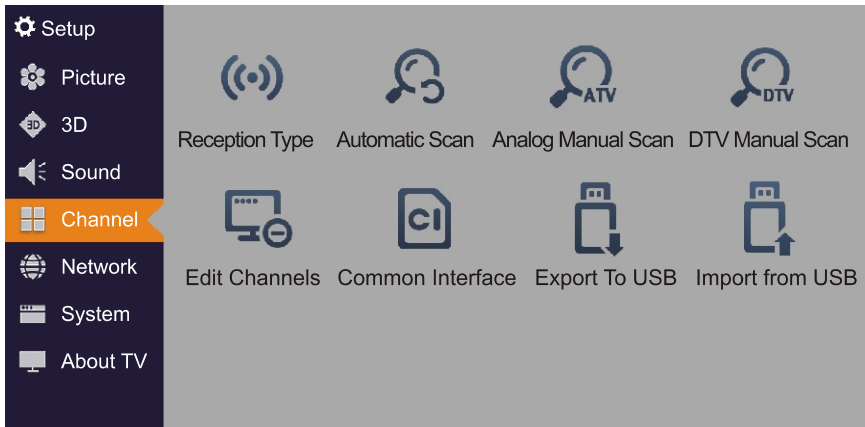 Setup
Picture
3D
3D
Sound
Channel
Network
System
About TV
ATV
DTV
Reception Type Automatic Scan Analog Manual Scan DTV Manual Scan
CI
Edit Channels Common Interface Export To USB Import from USB